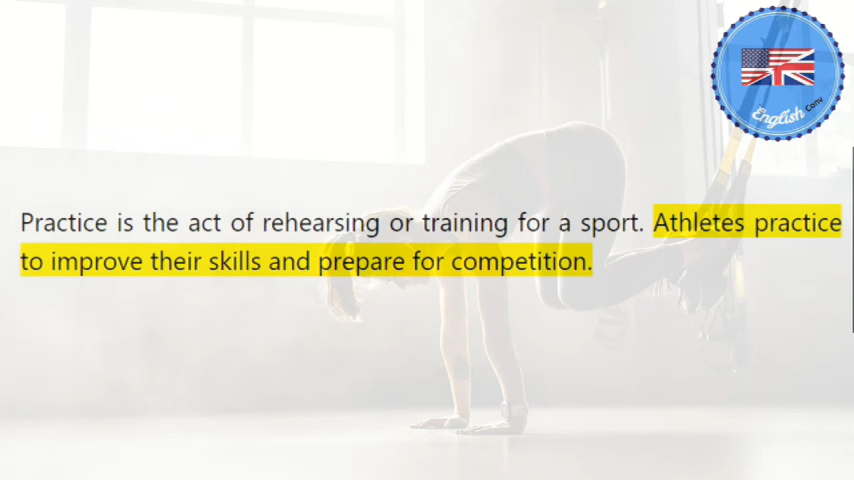 English Conv
Practice is the act of rehearsing or training for a sport. Athletes practice
to improve their skills and prepare for competition.